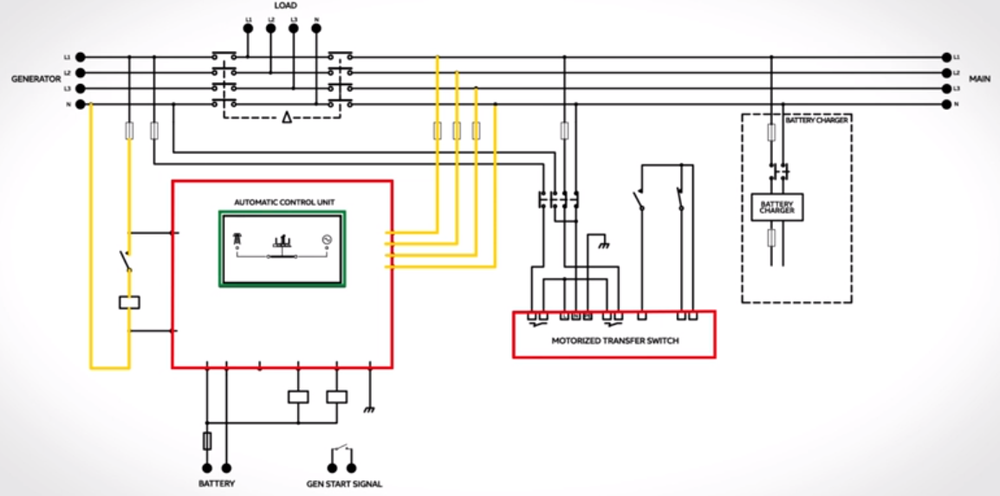 LOAD
L1 L2 L3 N
L1
L2
GENERATOR
L3
N
L1
L2
MAIN
L3
N
BATTERY CHARGER
AUTOMATIC CONTROL UNIT
BATTERY
CHARGER
MOTORIZED TRANSFER SWITCH
BATTERY
GEN START SIGNAL